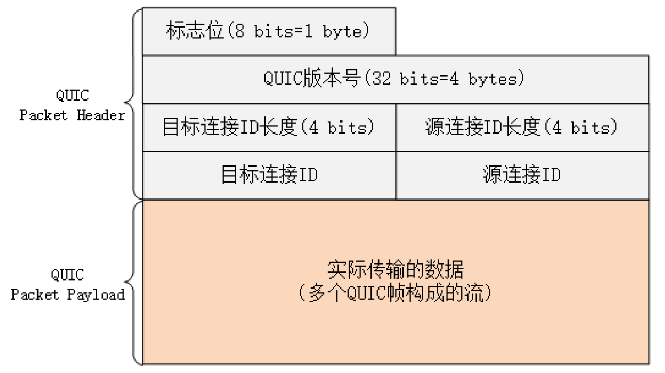 标志位(8 bits=1 byte)
QUIC版本号(32 bits=4 bytes)
QUIC
Packet Header
目标连接ID长度(4 bits)
源连接ID长度(4 bits)
目标连接ID
源连接ID
QUIC
Packet Payload
实际传输的数据
(多个QUIC帧构成的流)